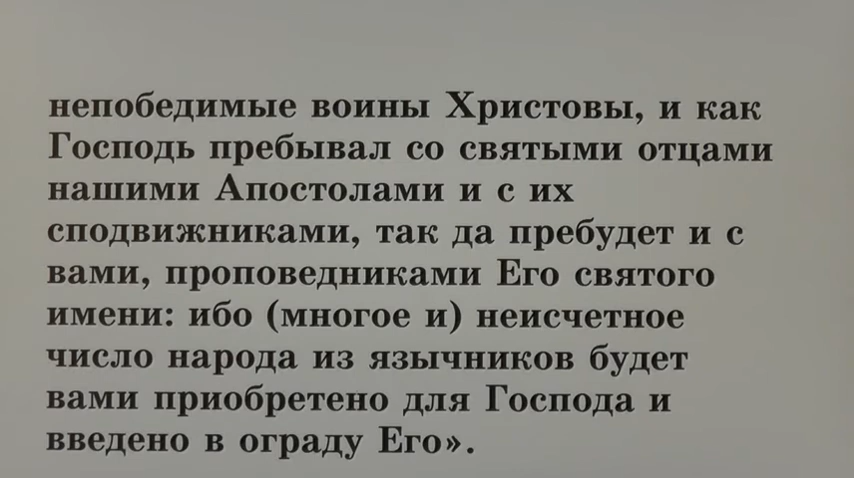 непобедимые воины Христовы, и как
Господь пребывал со святыми отцами
нашими Апостолами и с их
сподвижниками, так да пребудет и с
вами, проповедниками Его святого
имени: ибо (многое и) неисчетное
число народа из язычников будет
вами приобретено для Господа и
введено в ограду Его».